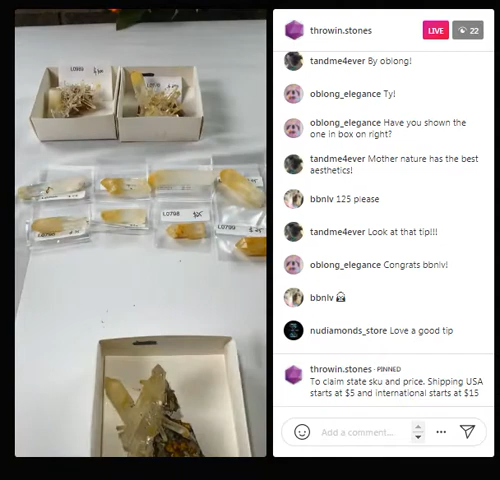 throwin.stones
LIVE
22
tandme4ever By oblong!
oblong_elegance Ty!
oblong_elegance Have you shown the
one in box on right?
tandme4ever Mother nature has the best
aesthetics!
bbnlv 125 please
tandme4ever Look at that tip!!!
oblong_elegance Congrats bbnlv!
bbnlv
nudiamonds_store Love a good tip
throwin.stones · PINNED
To claim state sku and price. Shipping USA
starts at $5 and international starts at $15
Add a comment...
L0798
L0799